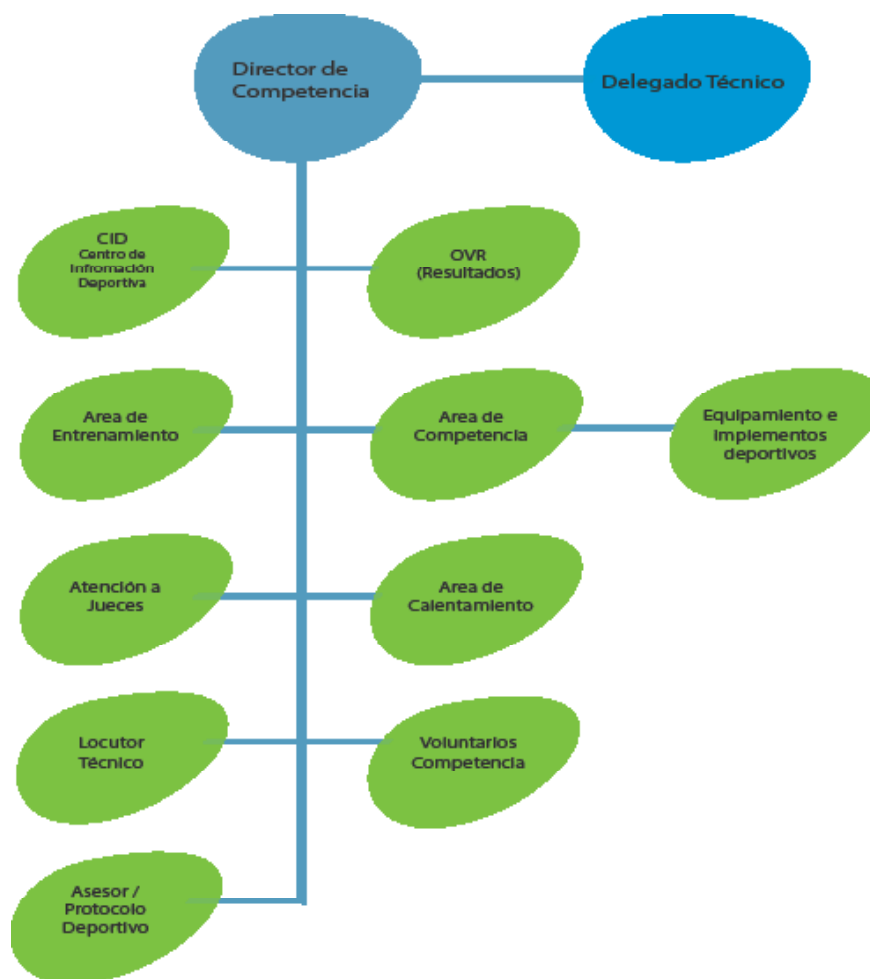 Director de
Competencia
Delegado Técnico
CID
Centro de
Infromación
Deportiva
OVR
(Resultados)
Area de
Entrenamiento
Area de
Competencia
Equipamiento e
implementos
deportivos
Atención a
Jueces
Area de
Calentamiento
Locutor
Técnico
Voluntarios
Competencia
Asesor /
Protocolo
Deportivo